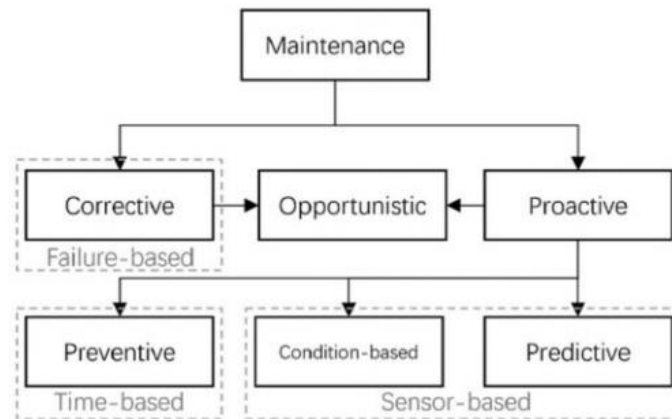 Maintenance
Corrective
Opportunistic
Proactive
Failure-based
Preventive
Condition-based
Predictive
Time-based
Sensor-based